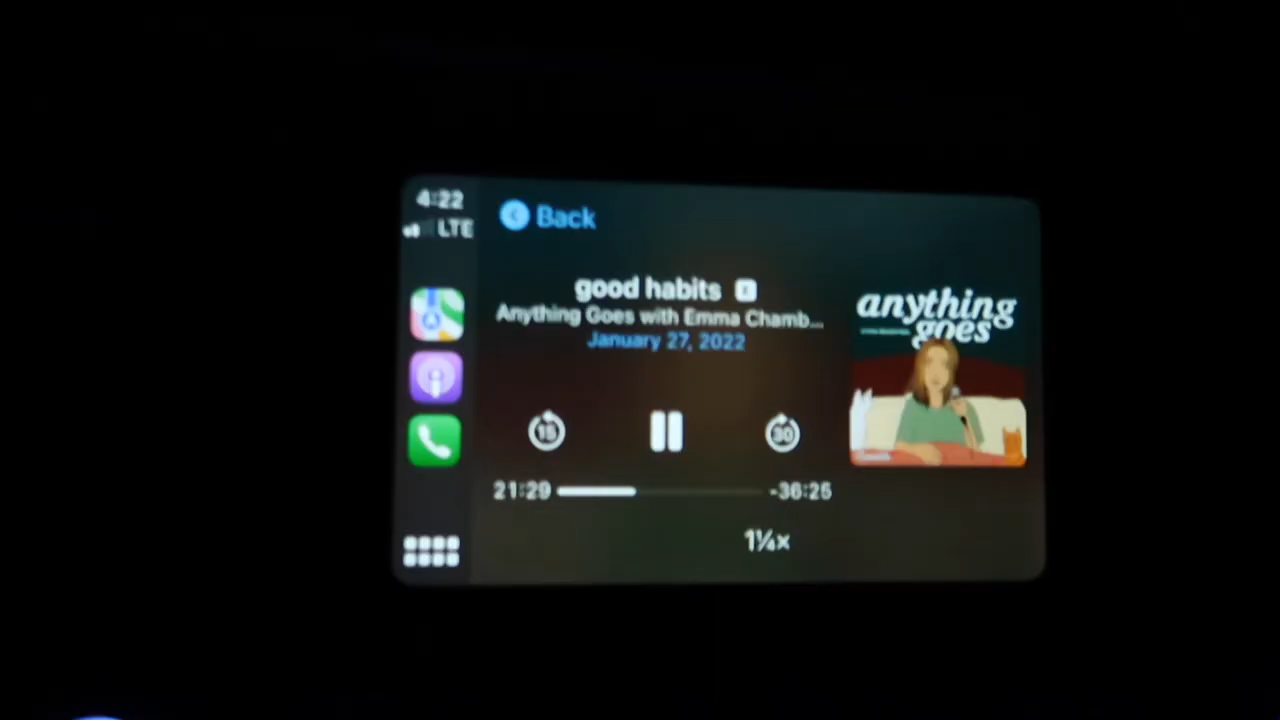 4:22
LTE
Back
good habits E
Anything Goes with Emma Chamb...
January 27, 2022
anything
goes
15
30
21:29
-36:25
1¼×